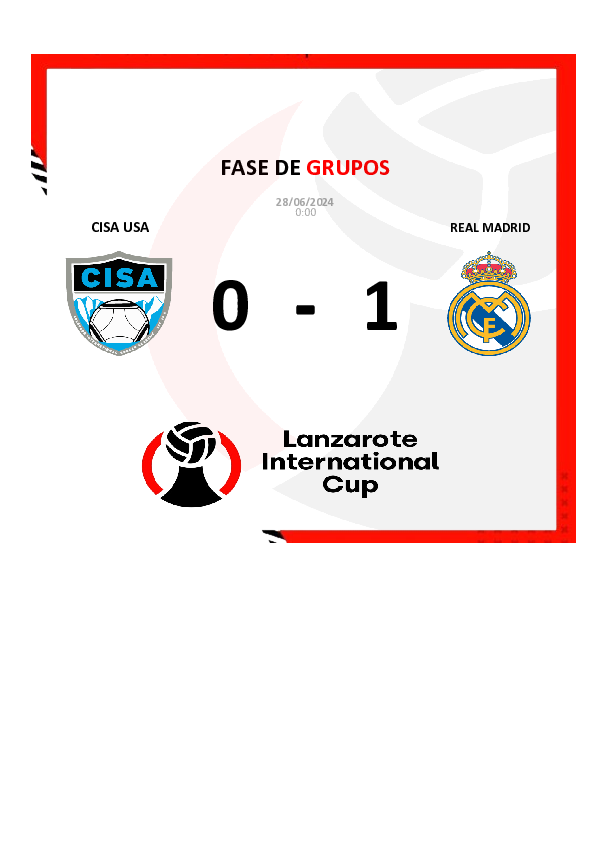 FASE DE GRUPOS
28/06/2024
0:00
CISA USA
REAL MADRID
CISA
0 - 1
Lanzarote
International
Cup